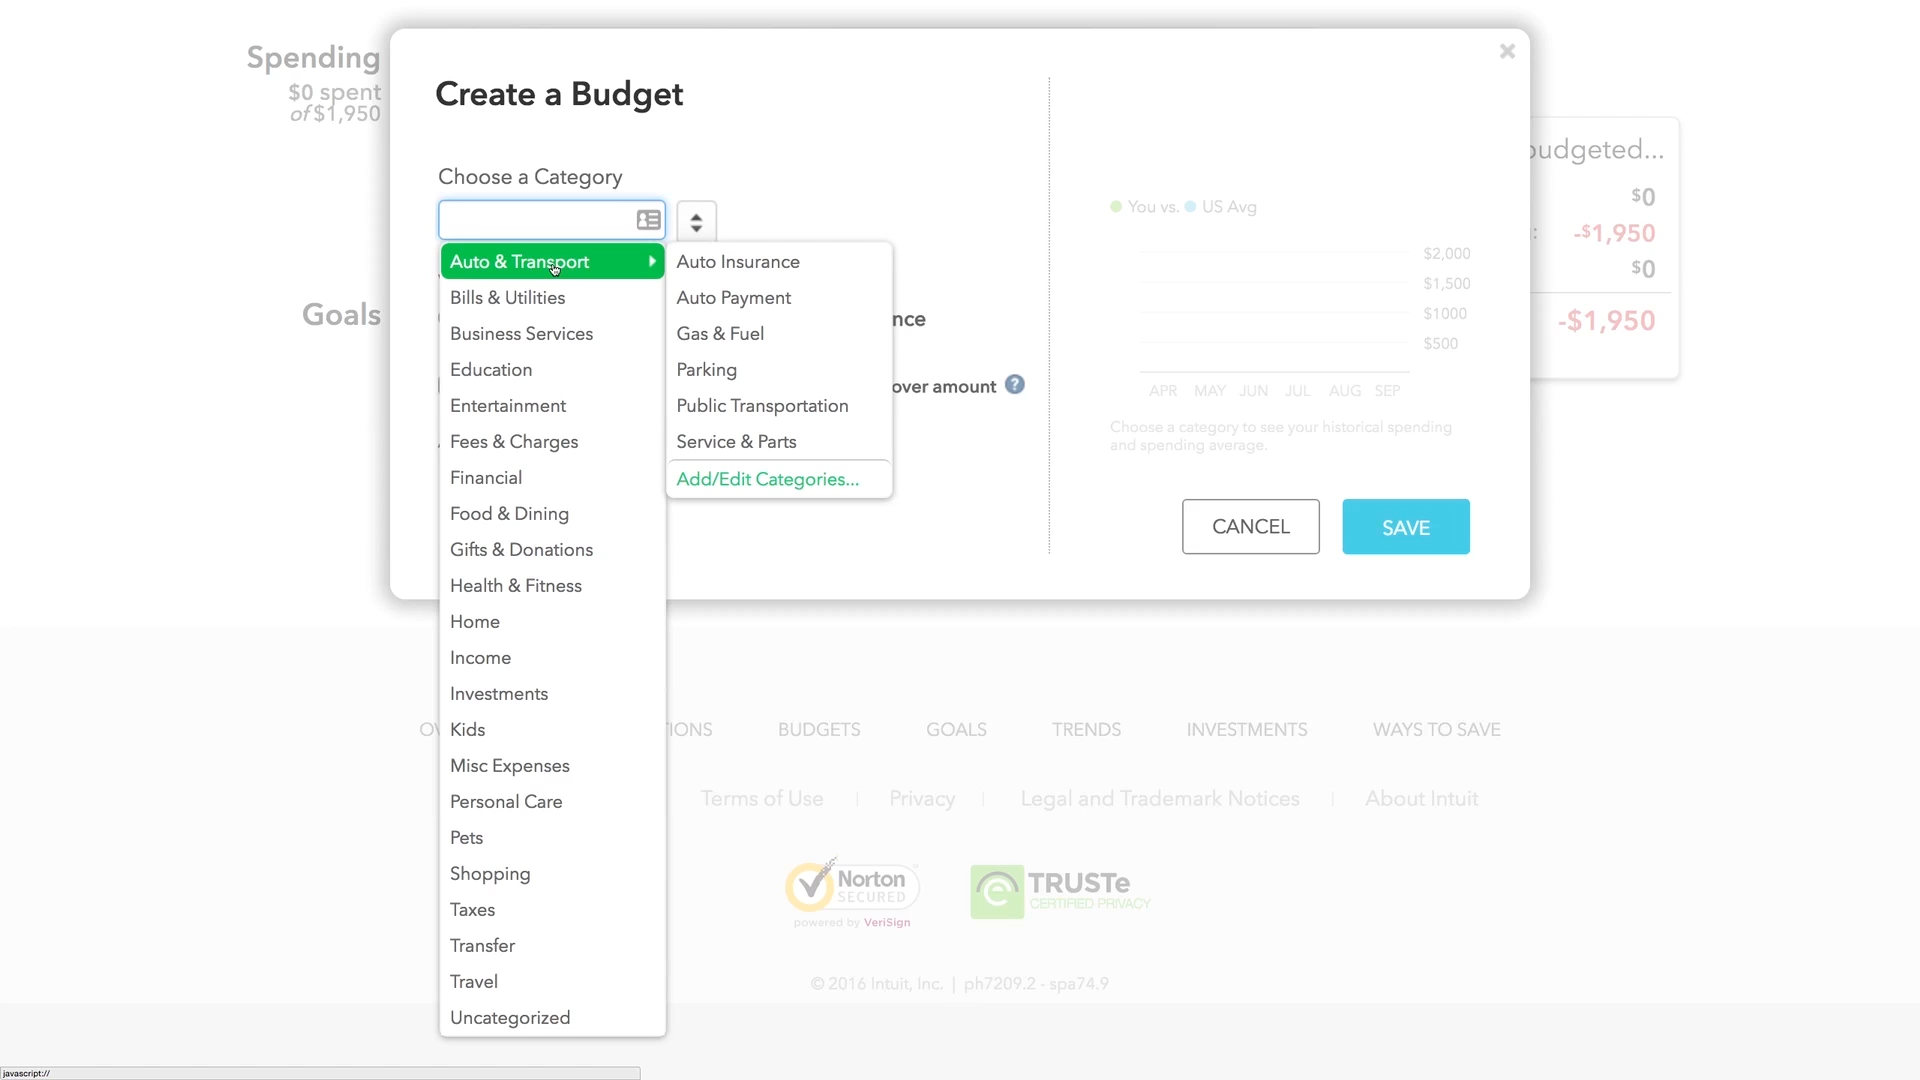 Spending
$0 spent
of $1,950
Goals
Create a Budget
Choose a Category
Auto & Transport
Bills & Utilities
Business Services
Education
Entertainment
Fees & Charges
Financial
Food & Dining
Gifts & Donations
Health & Fitness
Home
Income
Investments
Kids
Misc Expenses
Personal Care
Pets
Shopping
Taxes
Transfer
Travel
Uncategorized
Auto Insurance
Auto Payment
Gas & Fuel
Parking
Public Transportation
Service & Parts
Add/Edit Categories...
nce
over amount ?
You vs. US Avg
$2,000
$1,500
$1000
$500
APR MAY JUN JUL AUG SEP
Choose a category to see your historical spending
and spending average.
CANCEL
SAVE
budgeted...
$0
: -$1,950
$0
-$1,950
OV
IONS
BUDGETS
GOALS
TRENDS
INVESTMENTS
WAYS TO SAVE
Terms of Use | Privacy | Legal and Trademark Notices | About Intuit
Norton
SECURED
powered by VeriSign
TRUSTe
CERTIFIED PRIVACY
© 2016 Intuit, Inc. | ph7209.2 - spa74.9
javascript://